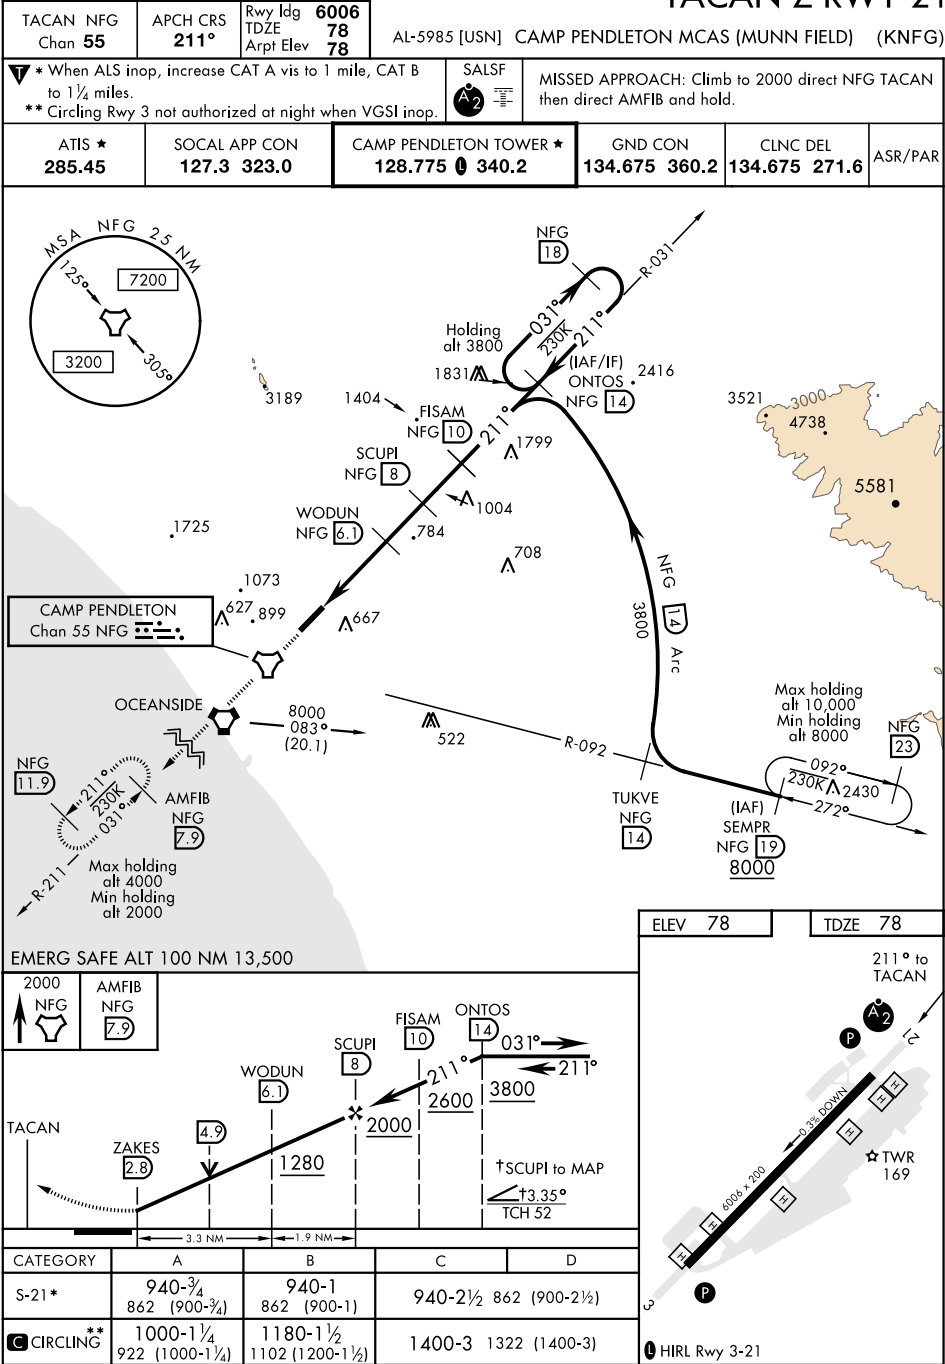 TACAN Z RWY 21
TACAN NFG
Chan 55
APCH CRS
211°
Rwy ldg 6006
TDZE 78
Arpt Elev 78
AL-5985 [USN] CAMP PENDLETON MCAS (MUNN FIELD) (KNFG)
T * When ALS inop, increase CAT A vis to 1 mile, CAT B
to 1¼ miles.
** Circling Rwy 3 not authorized at night when VGSI inop.
SALSF
A2
MISSED APPROACH: Climb to 2000 direct NFG TACAN
then direct AMFIB and hold.
ATIS ★
285.45
SOCAL APP CON
127.3 323.0
CAMP PENDLETON TOWER ★
128.775 L 340.2
GND CON
134.675 360.2
CLNC DEL
134.675 271.6
ASR/PAR
MSA NFG 25 NM
125°
7200
3200
305°
NFG
18
R-031
031°
230K
211°
Holding
alt 3800
1831
(IAF/IF)
ONTOS
NFG 14
2416
3189
1404
FISAM
NFG 10
211°
1799
3521
3000
4738
SCUPI
NFG 8
5581
1004
WODUN
NFG 6.1
784
1725
708
1073
627
899
667
NFG 14 Arc
3800
CAMP PENDLETON
Chan 55 NFG
OCEANSIDE
8000
083°
(20.1)
522
R-092
Max holding
alt 10,000
Min holding
alt 8000
NFG
23
092°
230K
2430
272°
NFG
11.9
211°
230K
031°
AMFIB
NFG
7.9
TUKVE
NFG
14
(IAF)
SEMPR
NFG 19
8000
R-211
Max holding
alt 4000
Min holding
alt 2000
EMERG SAFE ALT 100 NM 13,500
ELEV 78
TDZE 78
2000
NFG
AMFIB
NFG
7.9
TACAN
ZAKES
2.8
4.9
WODUN
6.1
1280
SCUPI
8
2000
FISAM
10
211°
2600
ONTOS
14
031°
211°
3800
†SCUPI to MAP
†3.35°
TCH 52
3.3 NM
1.9 NM
211° to
TACAN
A2
P
21
0.3% DOWN
H
H
H
TWR
169
6006 x 200
H
H
H
P
3
L HIRL Rwy 3-21
CATEGORY A B C D
S-21* 940-¾ 940-1 940-2½ 862 (900-2½)
862 (900-¾) 862 (900-1)
C CIRCLING** 1000-1¼ 1180-1½ 1400-3 1322 (1400-3)
922 (1000-1¼) 1102 (1200-1½)